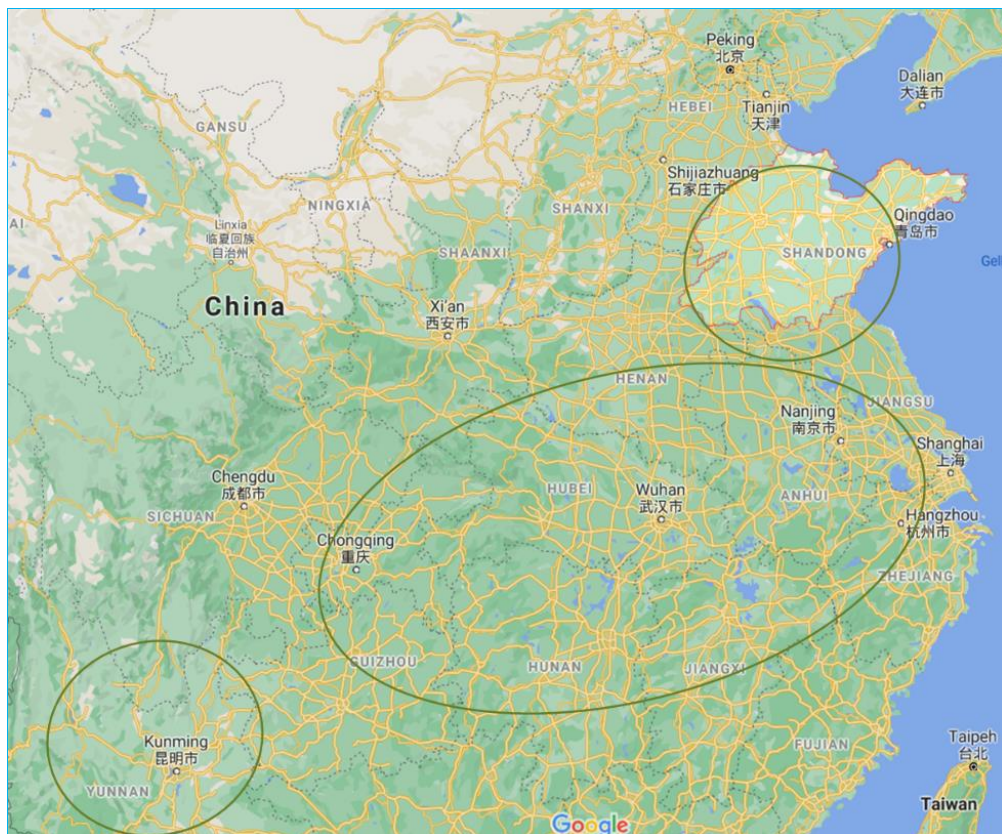 Peking
北京
Dalian
大连市
Tianjin
天津
HEBEI
GANSU
Shijiazhuang
石家庄市
NINGXIA
SHANXI
Qingdao
青岛市
AI
Linxia
临夏回族
自治州
SHAANXI
SHANDONG
Gel
China
Xi'an
西安市
HENAN
JIANGSU
Nanjing
南京市
Shanghai
上海
Chengdu
成都市
HUBEI
Wuhan
武汉市
ANHUI
SICHUAN
Hangzhou
杭州市
Chongqing
重庆
ZHEJIANG
GUIZHOU
HUNAN
JIANGXI
Kunming
昆明市
FUJIAN
Taipeh
台北
YUNNAN
Taiwan
Google